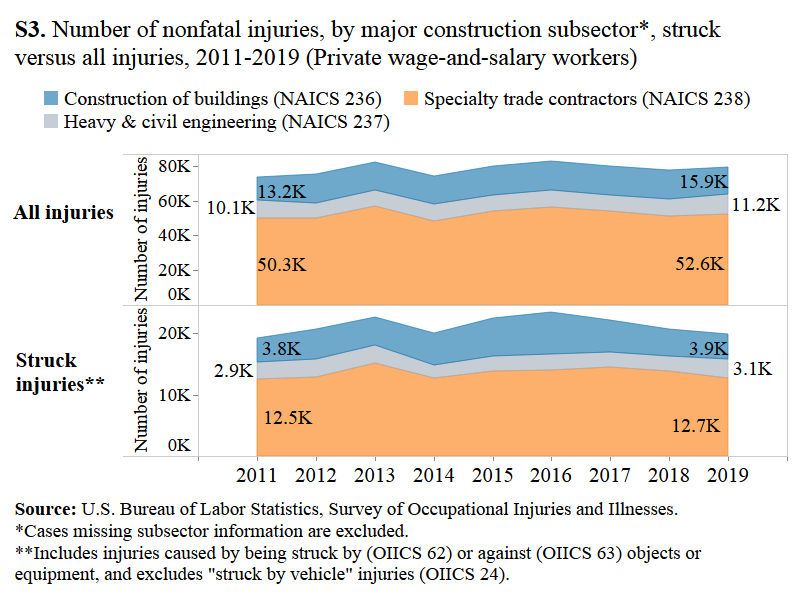 S3. Number of nonfatal injuries, by major construction subsector*, struck
versus all injuries, 2011-2019 (Private wage-and-salary workers)
Construction of buildings (NAICS 236)
Specialty trade contractors (NAICS 238)
Heavy & civil engineering (NAICS 237)
All injuries
Number of injuries
80K
60K
40K
20K
0K
13.2K
10.1K
50.3K
15.9K
11.2K
52.6K
Struck
injuries**
Number of injuries
20K
10K
0K
3.8K
2.9K
12.5K
3.9K
3.1K
12.7K
2011 2012 2013 2014 2015 2016 2017 2018 2019
Source: U.S. Bureau of Labor Statistics, Survey of Occupational Injuries and Illnesses.
*Cases missing subsector information are excluded.
**Includes injuries caused by being struck by (OIICS 62) or against (OIICS 63) objects or
equipment, and excludes "struck by vehicle" injuries (OIICS 24).